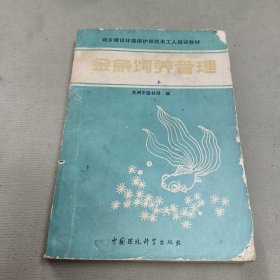 城乡建设环境保护部技术工人培训教材
金鱼饲养管理
苏州市园林局 编
中国环境科学出版社